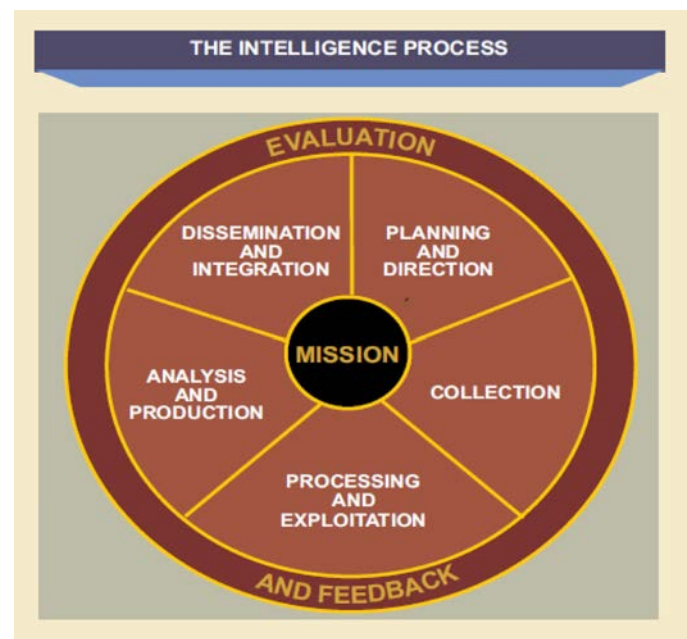 THE INTELLIGENCE PROCESS
EVALUATION
DISSEMINATION
AND
INTEGRATION
PLANNING
AND
DIRECTION
MISSION
ANALYSIS
AND
PRODUCTION
COLLECTION
PROCESSING
AND
EXPLOITATION
AND FEEDBACK